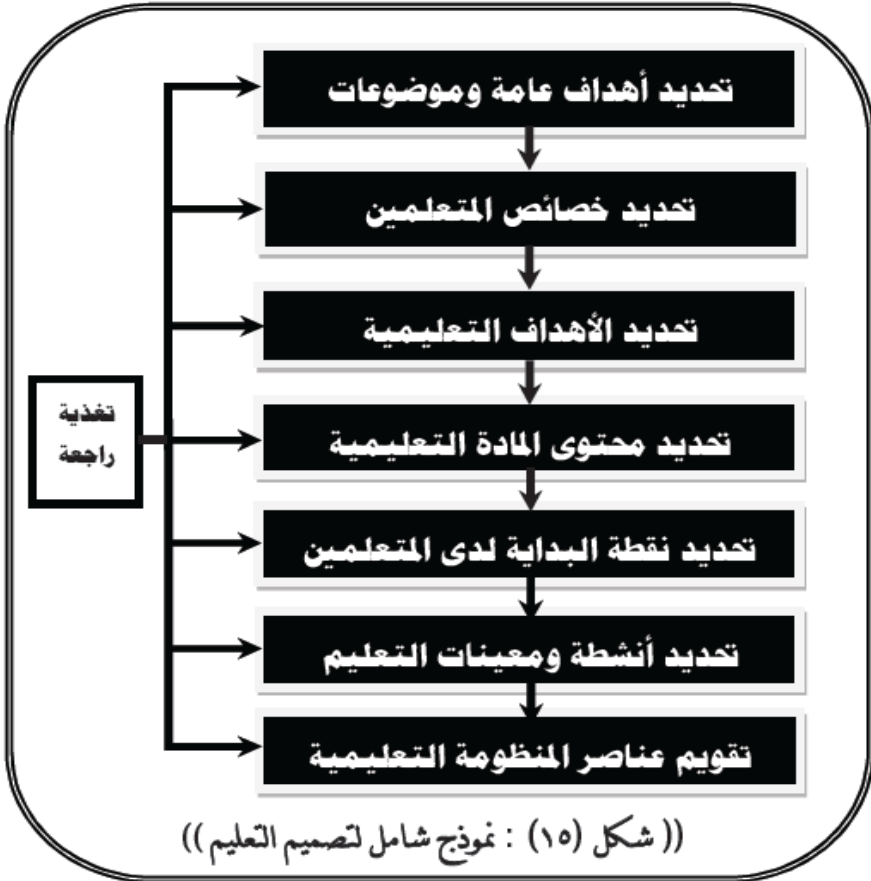 تحديد أهداف عامة وموضوعات
تحديد خصائص المتعلمين
تحديد الأهداف التعليمية
تحديد محتوى المادة التعليمية
تحديد نقطة البداية لدى المتعلمين
تحديد أنشطة ومعينات التعليم
تقويم عناصر المنظومة التعليمية
تغذية
راجعة
(( شكل (١٥) : نموذج شامل لتصميم التعليم ))